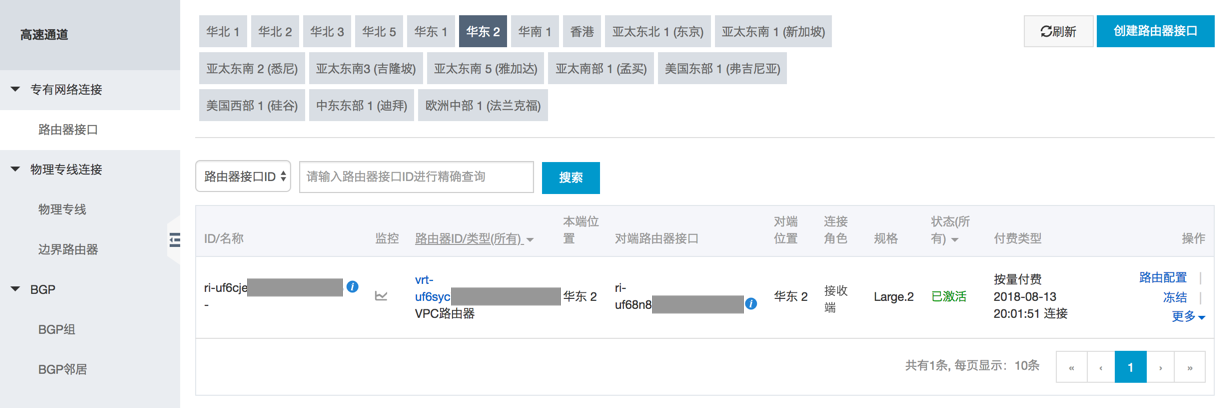 高速通道
专有网络连接
路由器接口
物理专线连接
物理专线
边界路由器
BGP
BGP组
BGP邻居
华北 1 华北 2 华北 3 华北 5 华东 1 华东 2 华南 1 香港 亚太东北 1 (东京) 亚太东南 1 (新加坡)
亚太东南 2 (悉尼) 亚太东南3 (吉隆坡) 亚太东南 5 (雅加达) 亚太南部 1 (孟买) 美国东部 1 (弗吉尼亚)
美国西部 1 (硅谷) 中东东部 1 (迪拜) 欧洲中部 1 (法兰克福)
刷新 创建路由器接口
路由器接口ID 请输入路由器接口ID进行精确查询 搜索
ID/名称 监控 路由器ID/类型(所有) 本端位置 对端路由器接口 对端位置 连接角色 规格 状态(所有) 付费类型 操作
ri-uf6cje
-
vrt-
uf6syc
VPC路由器
华东 2
ri-
uf68n8
华东 2
接收
端
Large.2
已激活
按量付费
2018-08-13
20:01:51 连接
路由配置 |
冻结 |
更多
共有1条, 每页显示：10条 « ‹ 1 › »